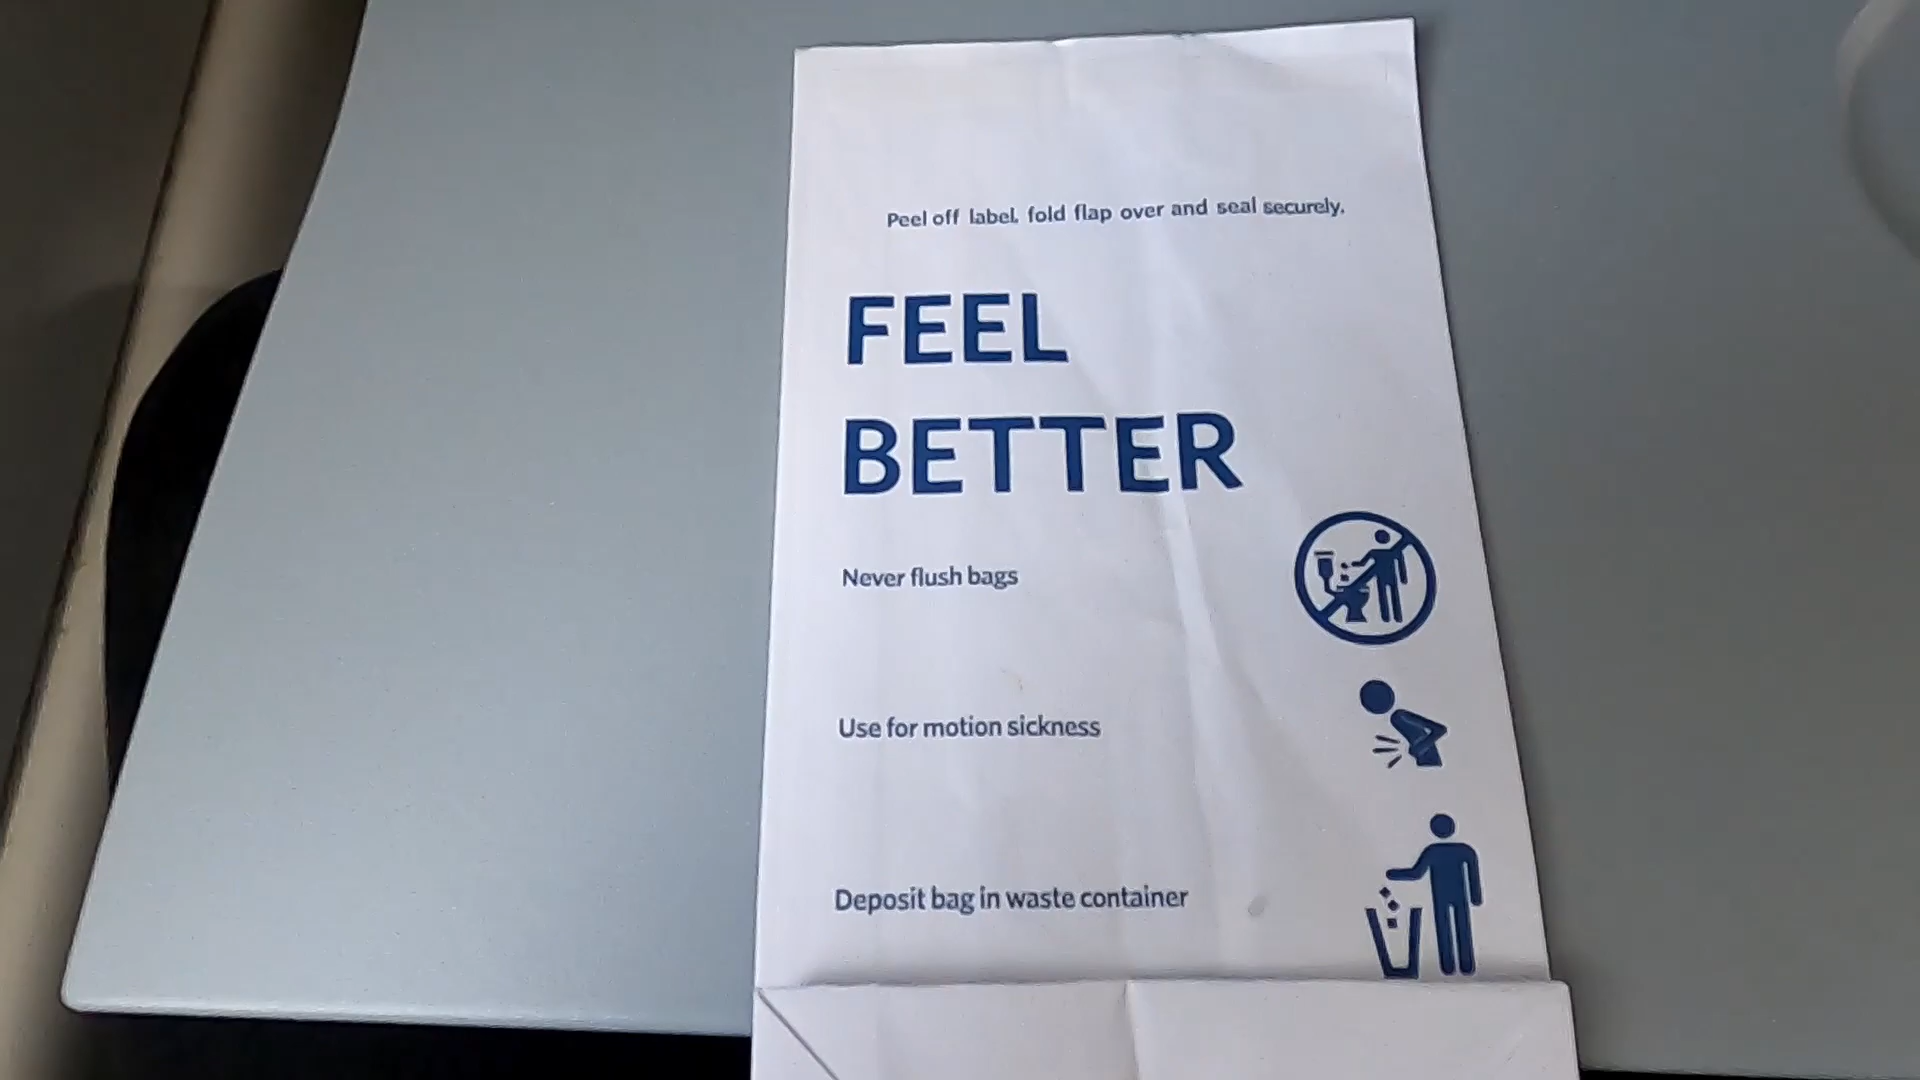 Peel off label, fold flap over and seal securely.
FEEL
BETTER
Never flush bags
Use for motion sickness
Deposit bag in waste container